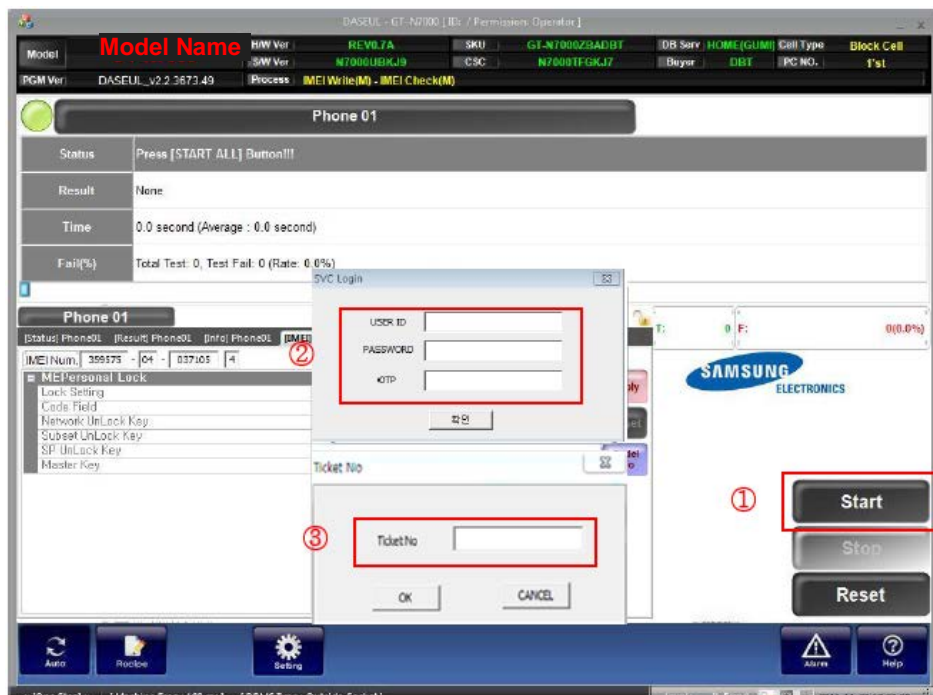 DASEUL - GT-N7000 [ ID: / Permission: Operator ]
Model Model Name H/W Ver REV0.7A SKU GT-N7000ZBADBT DB Serv HOME(GUMI) Cell Type Block Cell
S/W Ver N7000UBKJ9 CSC N7000TFGKJ7 Buyer DBT PC NO. 1'st
PGM Ver DASEUL_v2.2.3673.49 Process IMEI Write(M) - IMEI Check(M)
Phone 01
Status Press [START ALL] Button!!!
Result None
Time 0.0 second (Average : 0.0 second)
Fail(%) Total Test: 0, Test Fail: 0 (Rate: 0.0%)
SVC Login
Phone 01
USER ID
T: 0 F: 0(0.0%)
[Status] Phone01 [Result] Phone01 [Info] Phone01 [IMEI]
②
PASSWORD
IMEI Num. 359575 - 04 - 037105 4
SAMSUNG
ELECTRONICS
MEPersonal Lock
OTP
Lock Setting
Code Field
Network UnLock Key
확인
Subset UnLock Key
SP UnLock Key
Master Key
Ticket No
①
Start
③
Ticket No
Stop
OK CANCEL
Reset
Auto Setting Alarm Help